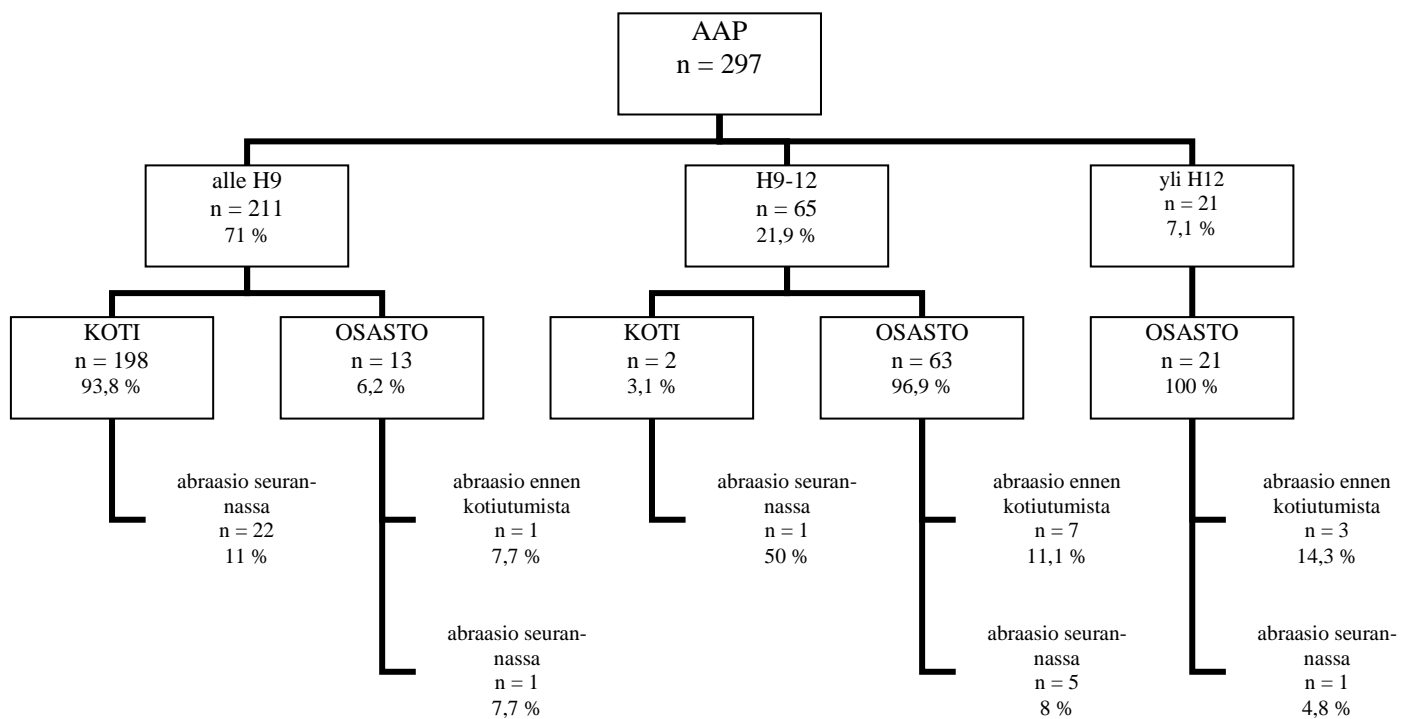 AAP
n = 297
alle H9
n = 211
71 %
H9-12
n = 65
21,9 %
yli H12
n = 21
7,1 %
KOTI
n = 198
93,8 %
OSASTO
n = 13
6,2 %
KOTI
n = 2
3,1 %
OSASTO
n = 63
96,9 %
OSASTO
n = 21
100 %
abraasio seuran-
nassa
n = 22
11 %
abraasio ennen
kotiutumista
n = 1
7,7 %
abraasio seuran-
nassa
n = 1
50 %
abraasio ennen
kotiutumista
n = 7
11,1 %
abraasio ennen
kotiutumista
n = 3
14,3 %
abraasio seuran-
nassa
n = 1
7,7 %
abraasio seuran-
nassa
n = 5
8 %
abraasio seuran-
nassa
n = 1
4,8 %